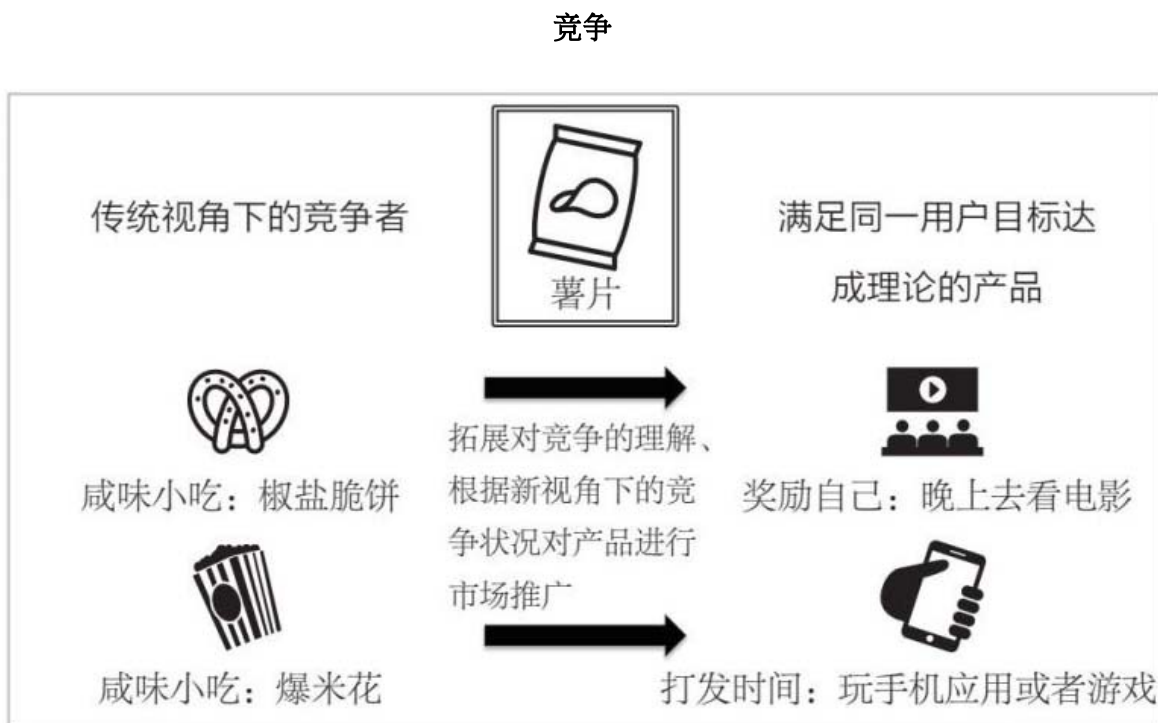 竞争
传统视角下的竞争者
薯片
满足同一用户目标达
成理论的产品
咸味小吃：椒盐脆饼
拓展对竞争的理解、
根据新视角下的竞
争状况对产品进行
市场推广
奖励自己：晚上去看电影
咸味小吃：爆米花
打发时间：玩手机应用或者游戏